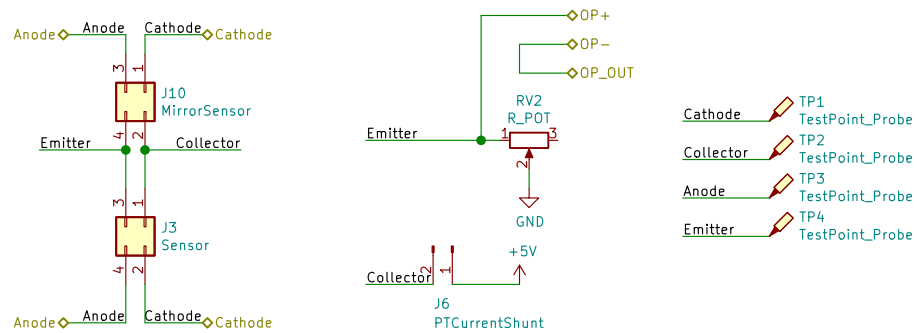 Anode Anode Cathode Cathode
3 1
J10
MirrorSensor
4 2
Emitter Collector
3 1
J3
Sensor
4 2
Anode Anode Cathode Cathode
OP+
OP-
OP_OUT
RV2
R_POT
Emitter 1 3
2
GND
+5V
Collector 2 1
J6
PTCurrentShunt
Cathode TP1
TestPoint_Probe
Collector TP2
TestPoint_Probe
Anode TP3
TestPoint_Probe
Emitter TP4
TestPoint_Probe